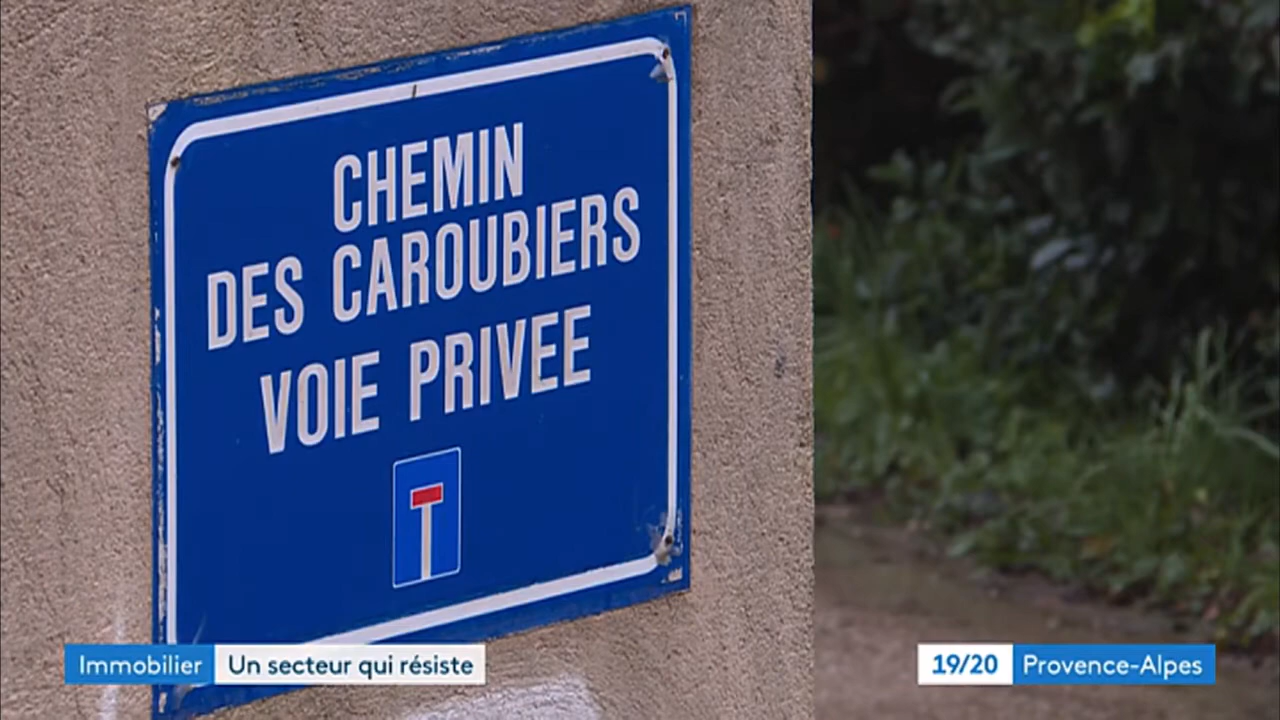 CHEMIN
DES CAROUBIERS
VOIE PRIVEE
Immobilier Un secteur qui résiste
19/20 Provence-Alpes